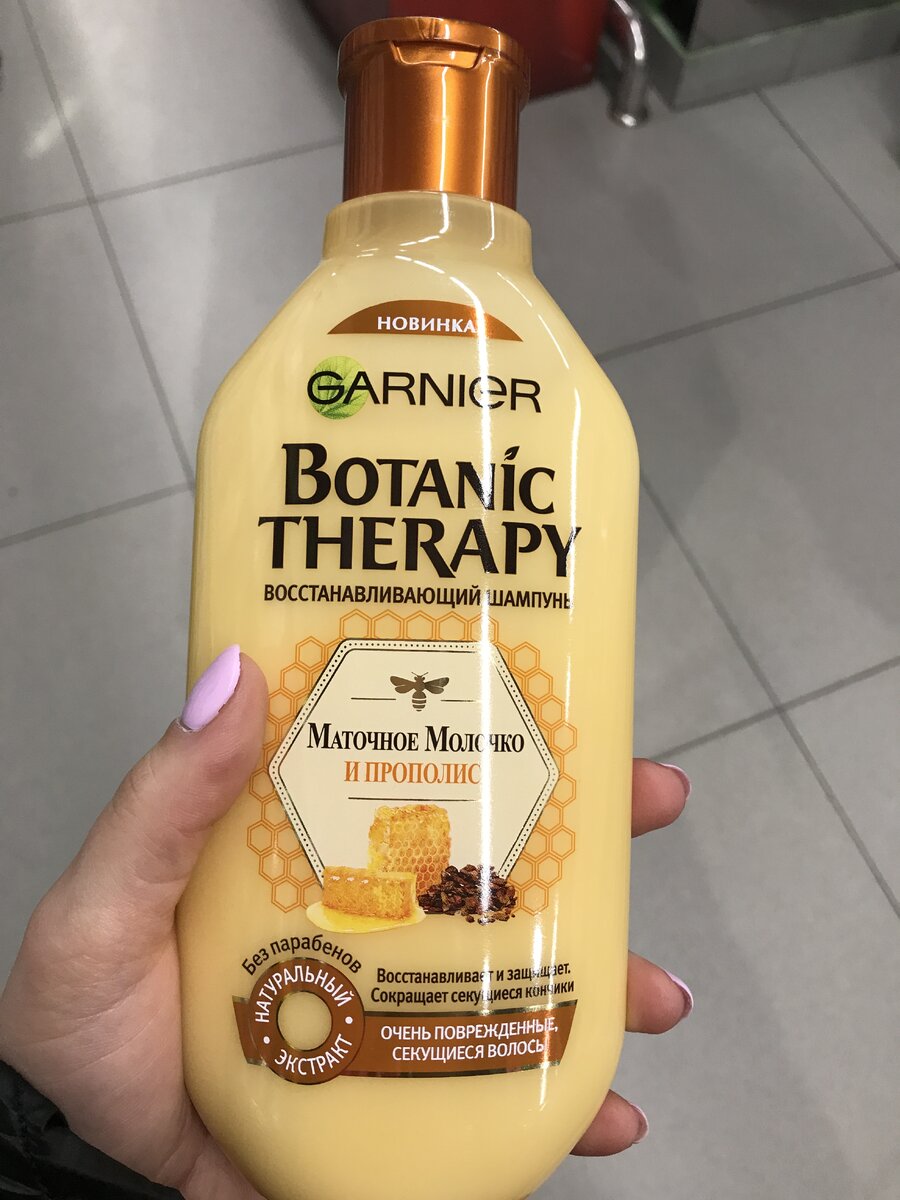 НОВИНКА
GARNIER
BOTANIC
THERAPY
ВОССТАНАВЛИВАЮЩИЙ ШАМПУНЬ
МАТОЧНОЕ МОЛОЧКО
И ПРОПОЛИС
Без парабенов
НАТУРАЛЬНЫЙ
ЭКСТРАКТ
Восстанавливает и защищает.
Сокращает секущиеся кончики
ОЧЕНЬ ПОВРЕЖДЕННЫЕ,
СЕКУЩИЕСЯ ВОЛОСЫ